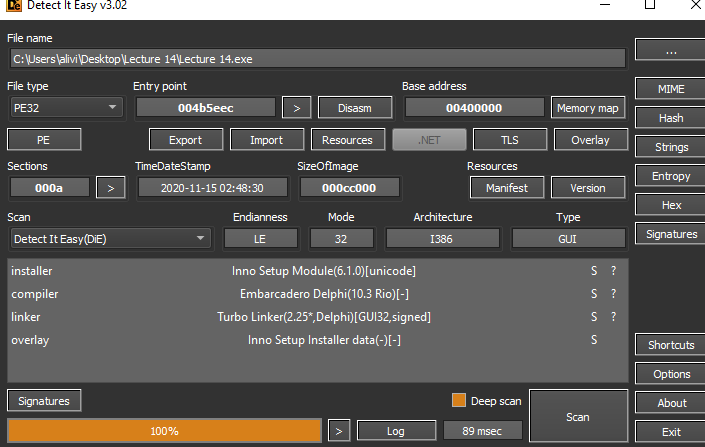 Detect It Easy v3.02
File name
C:\Users\alivi\Desktop\Lecture 14\Lecture 14.exe
...
File type Entry point Base address
PE32 004b5eec > Disasm 00400000 Memory map MIME
PE Export Import Resources .NET TLS Overlay Hash
Strings
Sections TimeDateStamp SizeOfImage Resources
000a > 2020-11-15 02:48:30 000cc000 Manifest Version Entropy
Hex
Scan Endianness Mode Architecture Type
Detect It Easy(DiE) LE 32 I386 GUI Signatures
installer Inno Setup Module(6.1.0)[unicode] S ?
compiler Embarcadero Delphi(10.3 Rio)[-] S ?
linker Turbo Linker(2.25*,Delphi)[GUI32,signed] S ?
overlay Inno Setup Installer data(-)[-] S
Shortcuts
Options
Signatures Deep scan Scan About
100% > Log 89 msec Exit